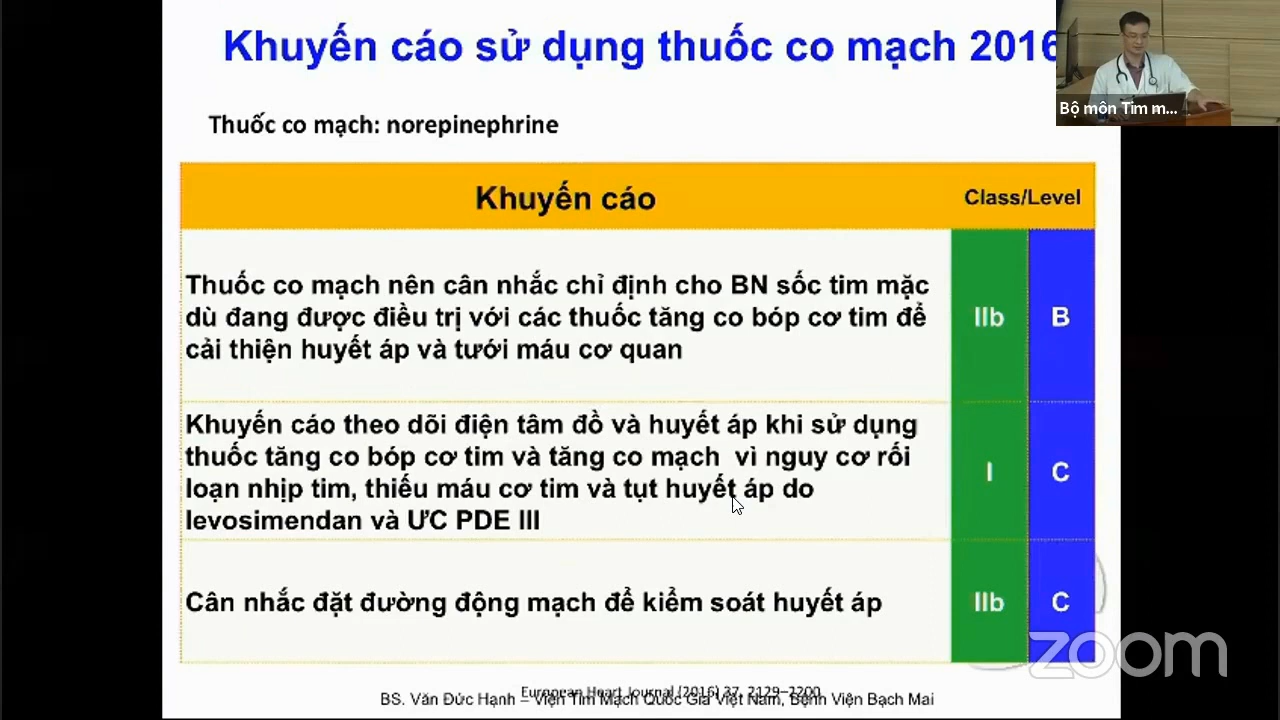 Khuyến cáo sử dụng thuốc co mạch 2016
Bộ môn Tim m...
Thuốc co mạch: norepinephrine
Khuyến cáo
Class/Level
Thuốc co mạch nên cân nhắc chỉ định cho BN sốc tim mặc
dù đang được điều trị với các thuốc tăng co bóp cơ tim để
cải thiện huyết áp và tưới máu cơ quan
IIb
B
Khuyến cáo theo dõi điện tâm đồ và huyết áp khi sử dụng
thuốc tăng co bóp cơ tim và tăng co mạch vì nguy cơ rối
loạn nhịp tim, thiếu máu cơ tim và tụt huyết áp do
levosimendan và ƯC PDE III
I
C
Cân nhắc đặt đường động mạch để kiểm soát huyết áp
IIb
C
zoom
European Heart Journal (2016) 37, 2129–2200
BS. Văn Đức Hạnh – Viện Tim Mạch Quốc Gia Việt Nam, Bệnh Viện Bạch Mai